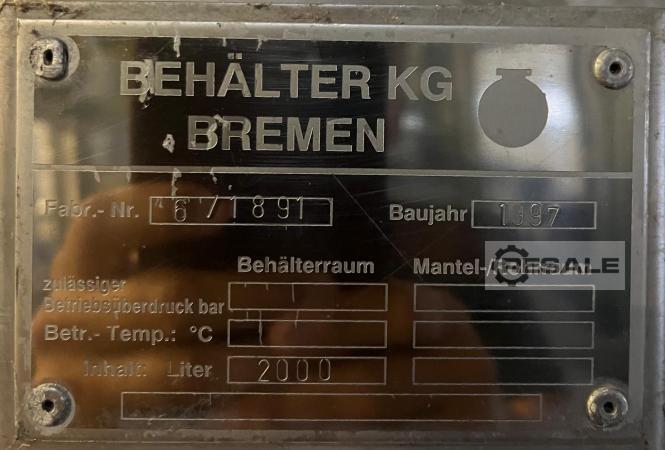 BEHÄLTER KG
BREMEN
Fabr.- Nr. 671891 Baujahr 1997
Behälterraum Mantel-/
zulässiger
Betriebsüberdruck bar
Betr.- Temp.: °C
Inhalt: Liter 2000
RESALE